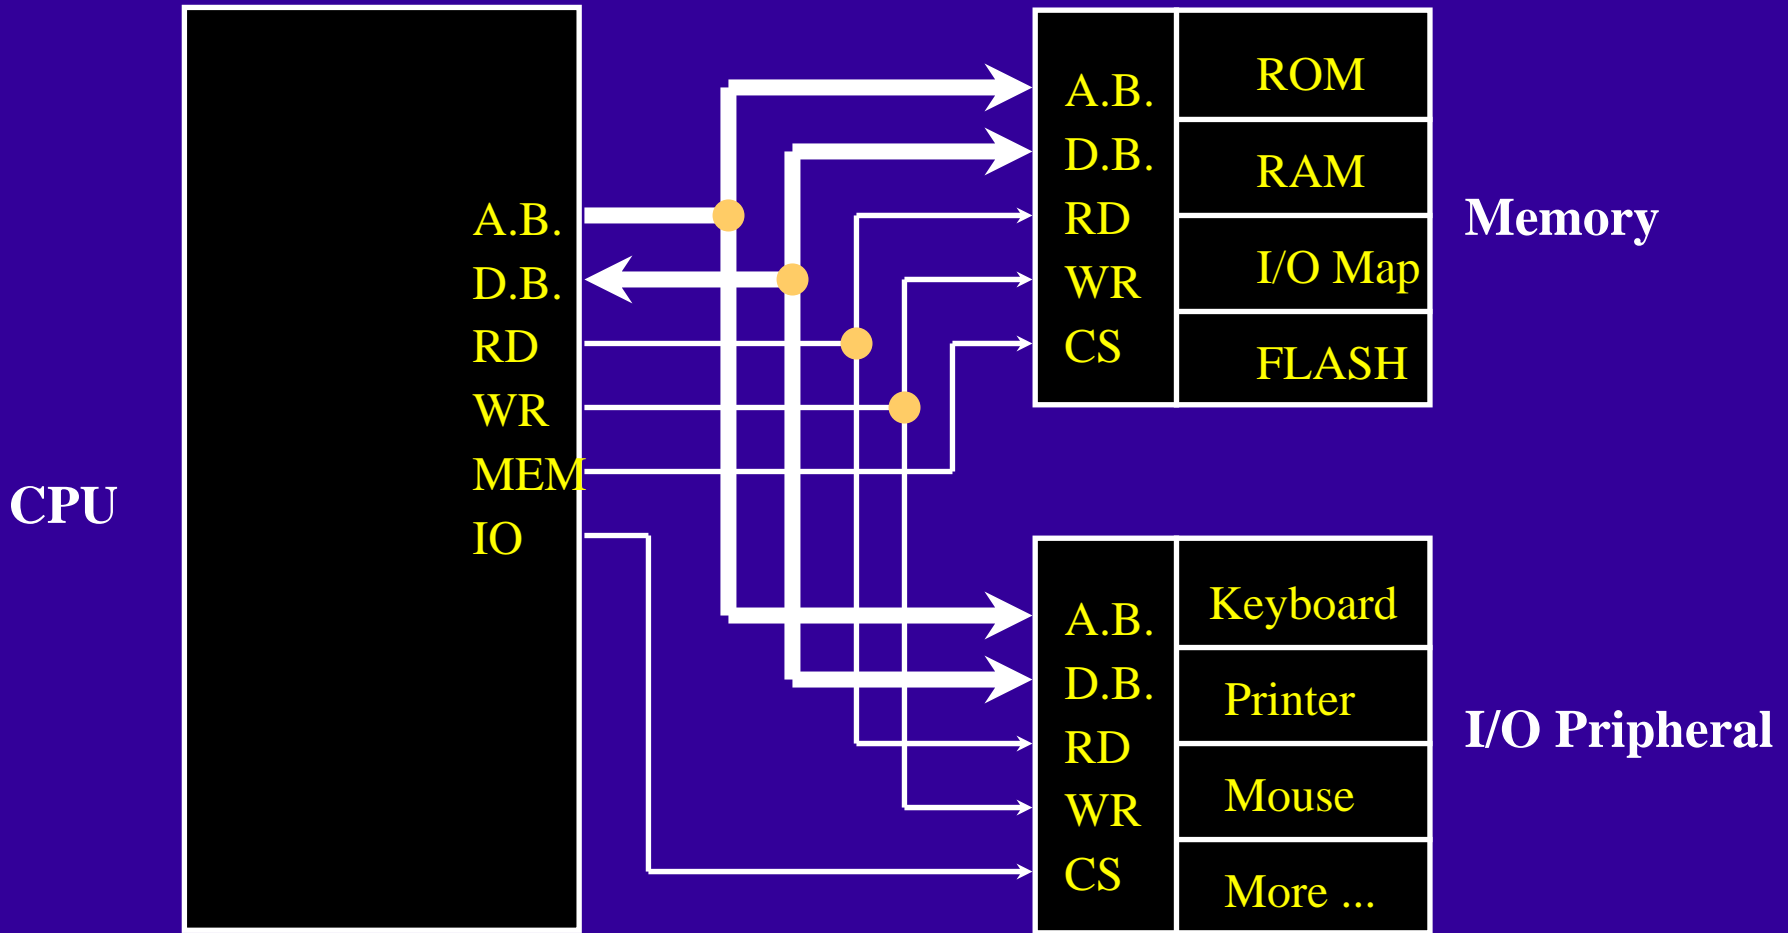 CPU
A.B.
D.B.
RD
WR
MEM
IO
A.B.
D.B.
RD
WR
CS
ROM
RAM
I/O Map
FLASH
Memory
A.B.
D.B.
RD
WR
CS
Keyboard
Printer
Mouse
More ...
I/O Pripheral